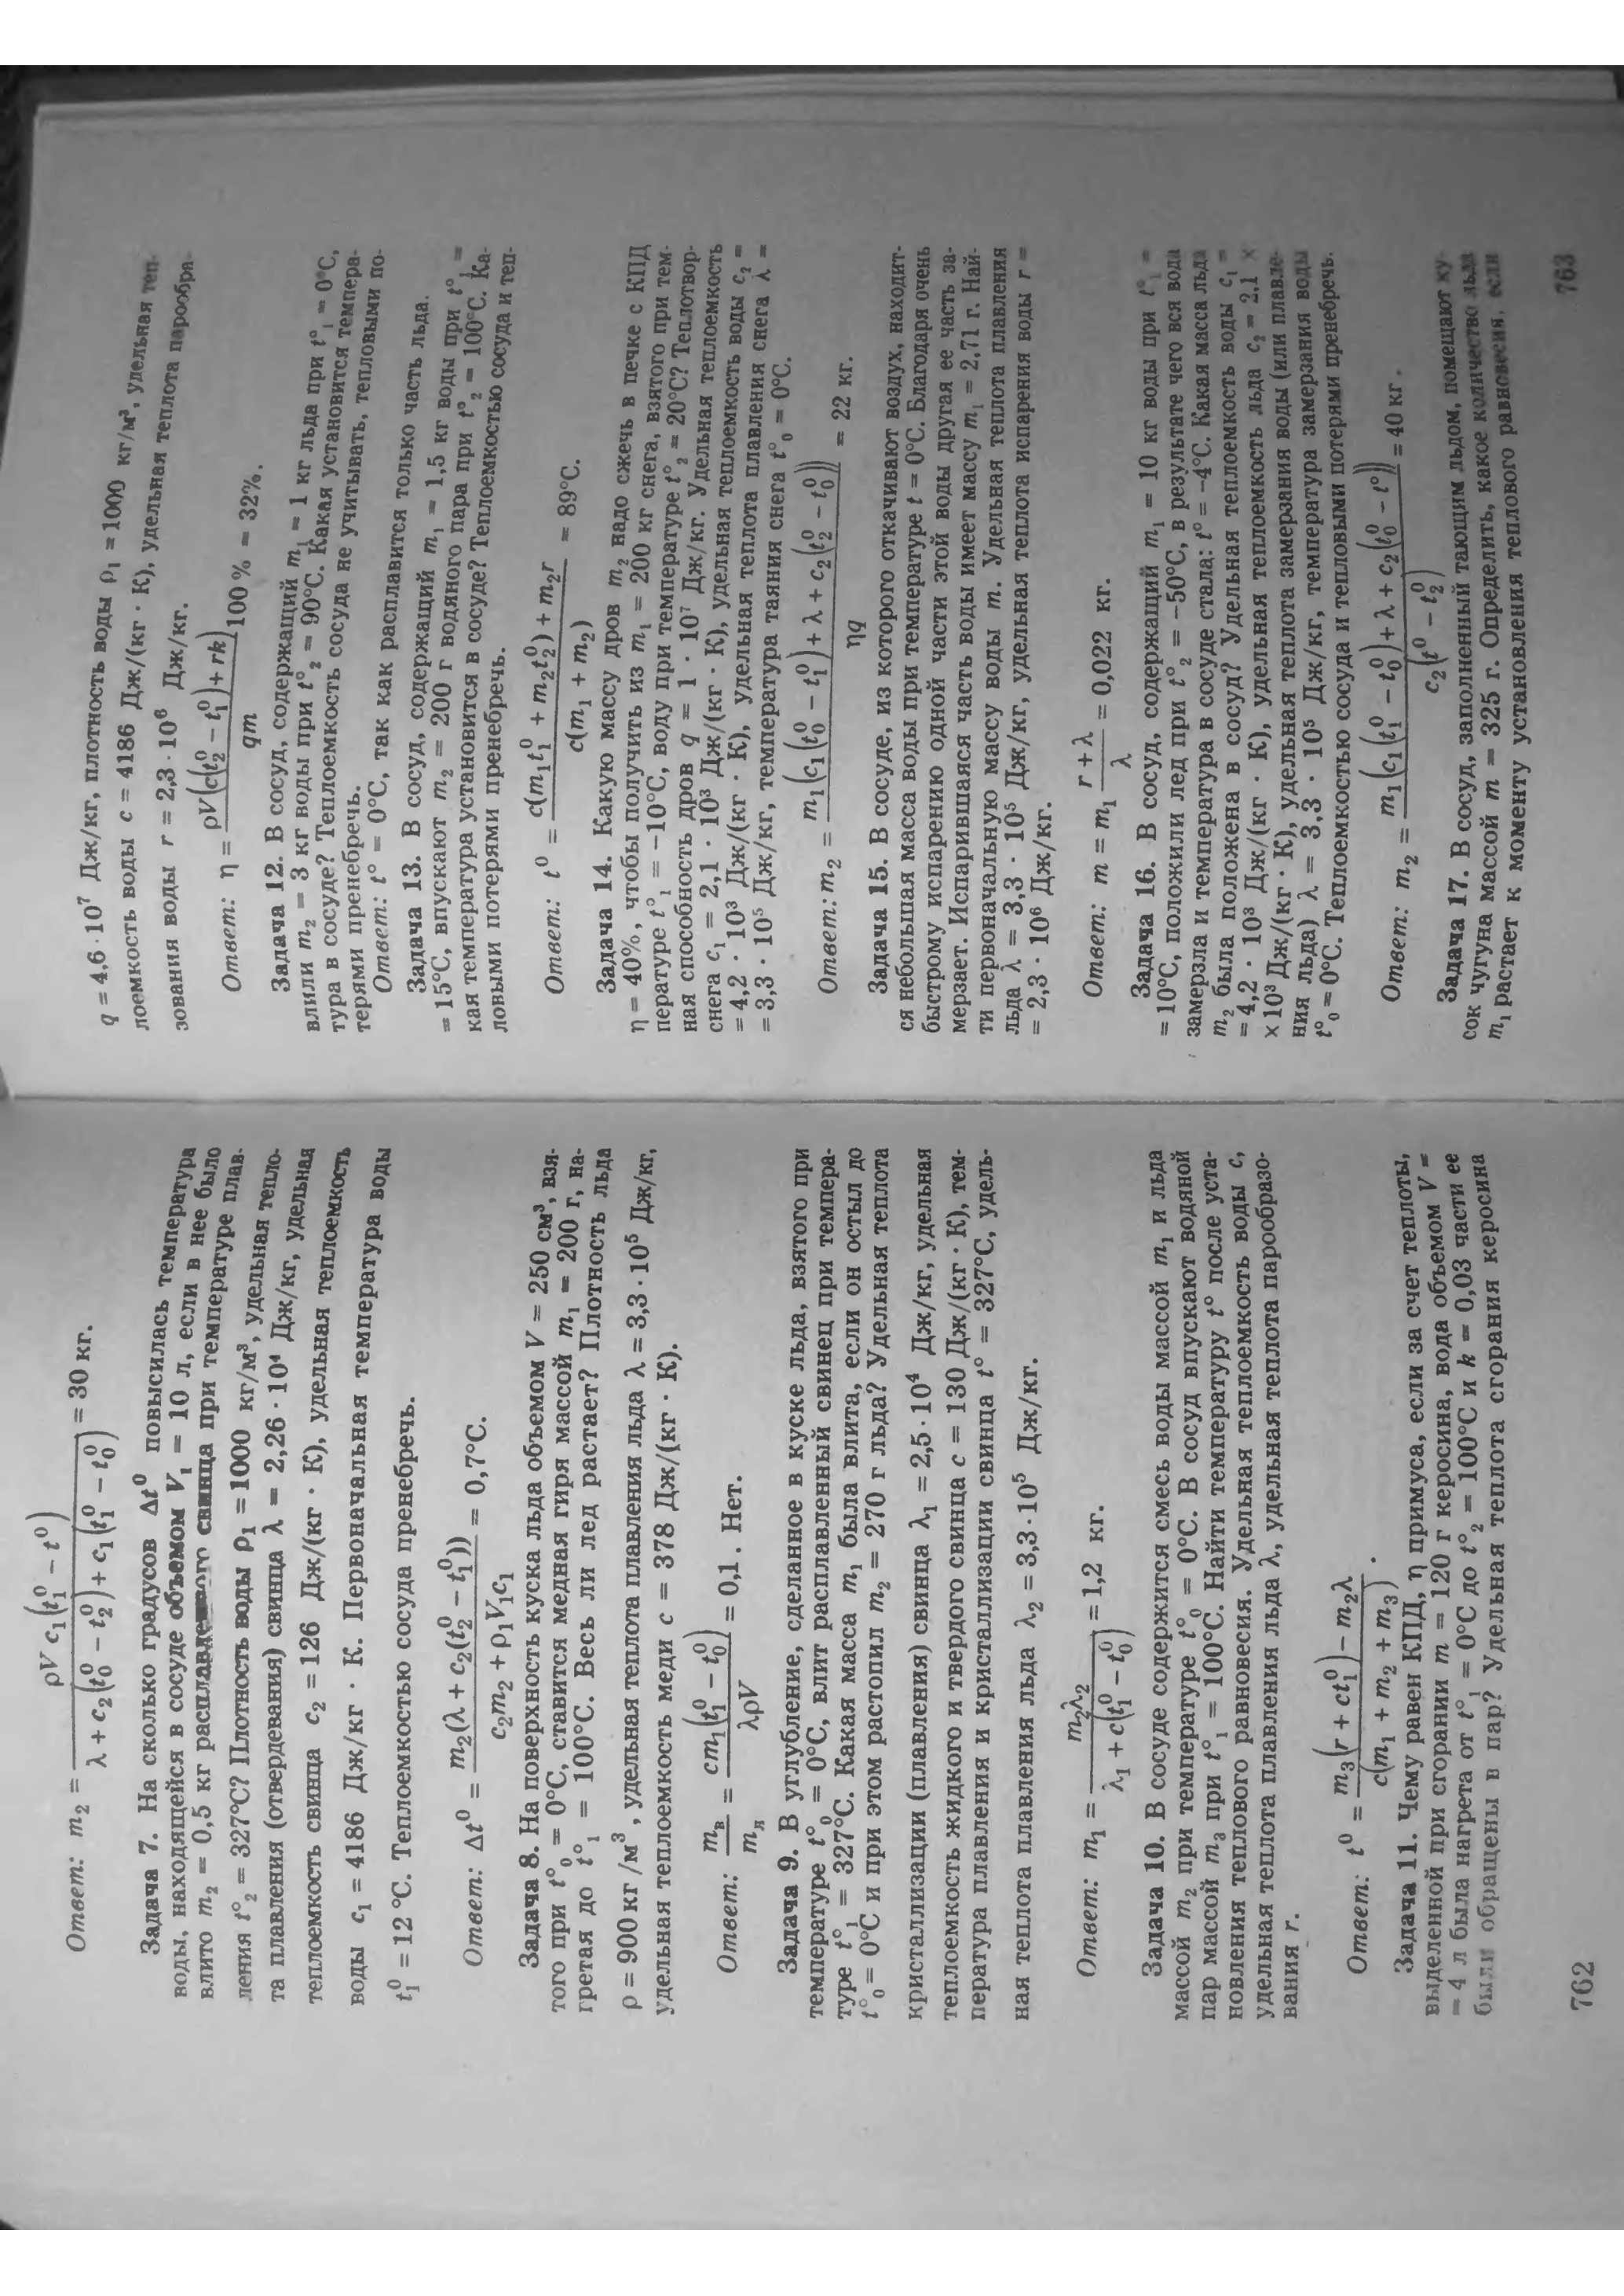 Ответ: m₂ = ρV c₁(t₁⁰ − t⁰) / (λ + c₂(t₀⁰ − t₂⁰) + c₁(t₁⁰ − t₀⁰)) = 30 кг.
Задача 7. На сколько градусов Δt⁰ повысилась температура
воды, находящейся в сосуде объемом V₁ = 10 л, если в нее было
влито m₂ = 0,5 кг расплавленного свинца при температуре плав-
ления t°₂ = 327°C? Плотность воды ρ₁ =1000 кг/м³, удельная тепло-
та плавления (отвердевания) свинца λ = 2,26 · 10⁴ Дж/кг, удельная
теплоемкость свинца c₂ = 126 Дж/(кг · К), удельная теплоемкость
воды c₁ = 4186 Дж/кг · К. Первоначальная температура воды
t₁⁰ = 12 °C. Теплоемкостью сосуда пренебречь.
Ответ: Δt⁰ = m₂(λ + c₂(t₂⁰ − t₁⁰)) / (c₂m₂ + ρ₁V₁c₁) = 0,7°C.
Задача 8. На поверхность куска льда объемом V = 250 см³, взя-
того при t°₀ = 0°C, ставится медная гиря массой m₁ = 200 г, на-
гретая до t°₁ = 100°C. Весь ли лед растает? Плотность льда
ρ = 900 кг /м³ , удельная теплота плавления льда λ = 3,3 · 10⁵ Дж/кг,
удельная теплоемкость меди c = 378 Дж/(кг · К).
Ответ: mв / mл = cm₁(t₁⁰ − t₀⁰) / λρV = 0,1 . Нет.
Задача 9. В углубление, сделанное в куске льда, взятого при
температуре t°₀ = 0°C, влит расплавленный свинец при темпера-
туре t°₁ = 327°C. Какая масса m₁ была влита, если он остыл до
t°₀ = 0°C и при этом растопил m₂ = 270 г льда? Удельная теплота
кристаллизации (плавления) свинца λ₁ = 2,5 · 10⁴ Дж/кг, удельная
теплоемкость жидкого и твердого свинца c = 130 Дж/(кг · К), тем-
пература плавления и кристаллизации свинца t° = 327°C, удель-
ная теплота плавления льда λ₂ = 3,3 · 10⁵ Дж/кг.
Ответ: m₁ = m₂λ₂ / (λ₁ + c(t₁⁰ − t₀⁰)) = 1,2 кг.
Задача 10. В сосуде содержится смесь воды массой m₁ и льда
массой m₂ при температуре t°₀ = 0°C. В сосуд впускают водяной
пар массой m₃ при t°₁ = 100°C. Найти температуру t° после уста-
новления теплового равновесия. Удельная теплоемкость воды c,
удельная теплота плавления льда λ, удельная теплота парообразо-
вания r.
Ответ: t⁰ = (m₃(r + ct₁⁰) − m₂λ) / c(m₁ + m₂ + m₃) .
Задача 11. Чему равен КПД, η примуса, если за счет теплоты,
выделенной при сгорании m = 120 г керосина, вода объемом V =
= 4 л была нагрета от t°₁ = 0°C до t°₂ = 100°C и k = 0,03 части ее
были обращены в пар? Удельная теплота сгорания керосина
762
q = 4,6 · 10⁷ Дж/кг, плотность воды ρ₁ = 1000 кг/м³, удельная теп-
лоемкость воды c = 4186 Дж/(кг · К), удельная теплота парообра-
зования воды r = 2,3 · 10⁶ Дж/кг.
Ответ: η = ρV(c(t₂⁰ − t₁⁰) + rk) / qm 100 % = 32%.
Задача 12. В сосуд, содержащий m₁ = 1 кг льда при t°₁ = 0°C,
влили m₂ = 3 кг воды при t°₂ = 90°C. Какая установится темпера-
тура в сосуде? Теплоемкость сосуда не учитывать, тепловыми по-
терями пренебречь.
Ответ: t° = 0°C, так как расплавится только часть льда.
Задача 13. В сосуд, содержащий m₁ = 1,5 кг воды при t°₁ =
= 15°C, впускают m₂ = 200 г водяного пара при t°₂ = 100°C. Ка-
кая температура установится в сосуде? Теплоемкостью сосуда и теп-
ловыми потерями пренебречь.
Ответ: t⁰ = (c(m₁t₁⁰ + m₂t₂⁰) + m₂r) / c(m₁ + m₂) = 89°C.
Задача 14. Какую массу дров m₂ надо сжечь в печке с КПД
η = 40%, чтобы получить из m₁ = 200 кг снега, взятого при тем-
пературе t°₁ = −10°C, воду при температуре t°₂ = 20°C? Теплотвор-
ная способность дров q = 1 · 10⁷ Дж/кг. Удельная теплоемкость
снега c₁ = 2,1 · 10³ Дж/(кг · К), удельная теплоемкость воды c₂ =
= 4,2 · 10³ Дж/(кг · К), удельная теплота плавления снега λ =
= 3,3 · 10⁵ Дж/кг, температура таяния снега t°₀ = 0°C.
Ответ: m₂ = m₁(c₁(t₀⁰ − t₁⁰) + λ + c₂(t₂⁰ − t₀⁰)) / ηq = 22 кг.
Задача 15. В сосуде, из которого откачивают воздух, находит-
ся небольшая масса воды при температуре t = 0°C. Благодаря очень
быстрому испарению одной части этой воды другая ее часть за-
мерзает. Испарившаяся часть воды имеет массу m₁ = 2,71 г. Най-
ти первоначальную массу воды m. Удельная теплота плавления
льда λ = 3,3 · 10⁵ Дж/кг, удельная теплота испарения воды r =
= 2,3 · 10⁶ Дж/кг.
Ответ: m = m₁ (r + λ) / λ = 0,022 кг.
Задача 16. В сосуд, содержащий m₁ = 10 кг воды при t°₁ =
= 10°C, положили лед при t°₂ = −50°C, в результате чего вся вода
замерзла и температура в сосуде стала: t° = −4°C. Какая масса льда
m₂ была положена в сосуд? Удельная теплоемкость воды c₁ =
= 4,2 · 10³ Дж/(кг · К), удельная теплоемкость льда c₂ = 2,1 ×
× 10³ Дж/(кг · К), удельная теплота замерзания воды (или плавле-
ния льда) λ = 3,3 · 10⁵ Дж/кг, температура замерзания воды
t°₀ = 0°C. Теплоемкостью сосуда и тепловыми потерями пренебречь.
Ответ: m₂ = m₁(c₁(t₁⁰ − t₀⁰) + λ + c₂(t₀⁰ − t⁰)) / c₂(t⁰ − t₂⁰) = 40 кг .
Задача 17. В сосуд, заполненный тающим льдом, помещают ку-
сок чугуна массой m = 325 г. Определить, какое количество льда
m₁ растает к моменту установления теплового равновесия, если
763